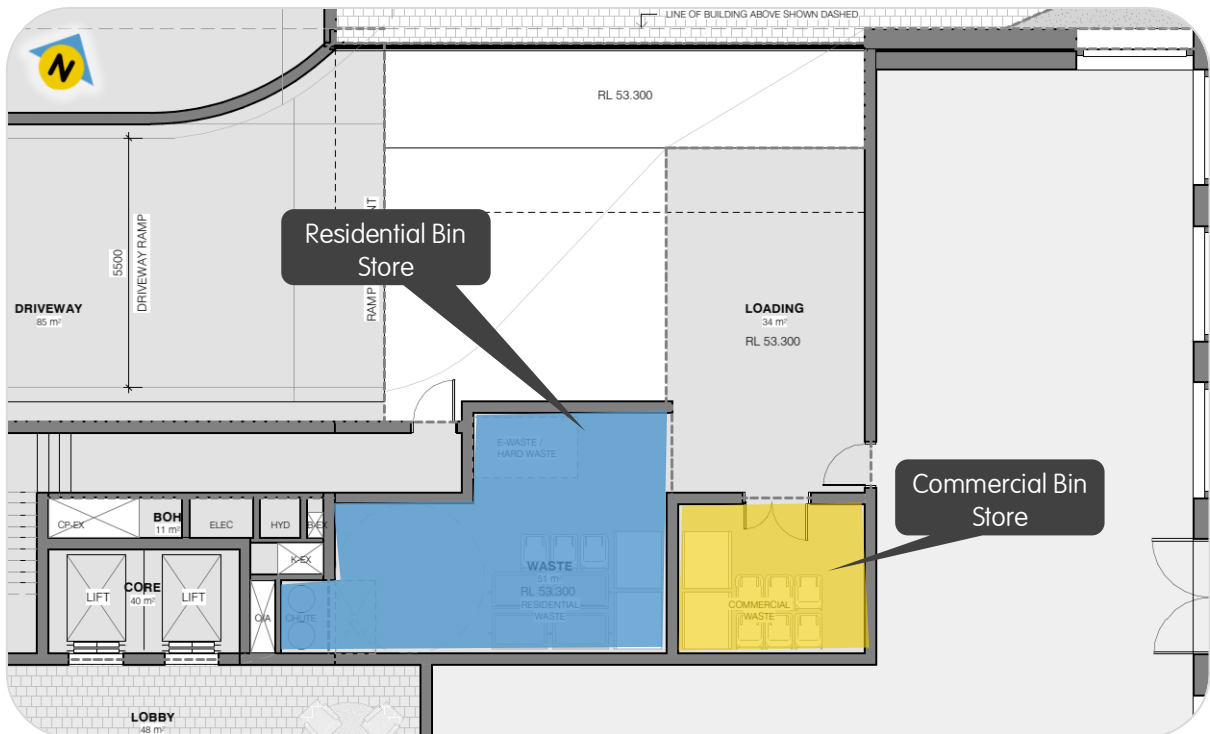 LINE OF BUILDING ABOVE SHOWN DASHED
N
RL 53.300
5500
DRIVEWAY RAMP
Residential Bin
Store
RAMP
NT
DRIVEWAY
85 m²
LOADING
34 m²
RL 53.300
E-WASTE /
HARD WASTE
Commercial Bin
Store
CP-EX
BOH
11 m²
ELEC
HYD
B-EX
K-EX
WASTE
51 m²
RL 53.300
RESIDENTIAL
WASTE
COMMERCIAL
WASTE
LIFT
CORE
40 m²
LIFT
O/A
CHUTE
LOBBY
48 m²